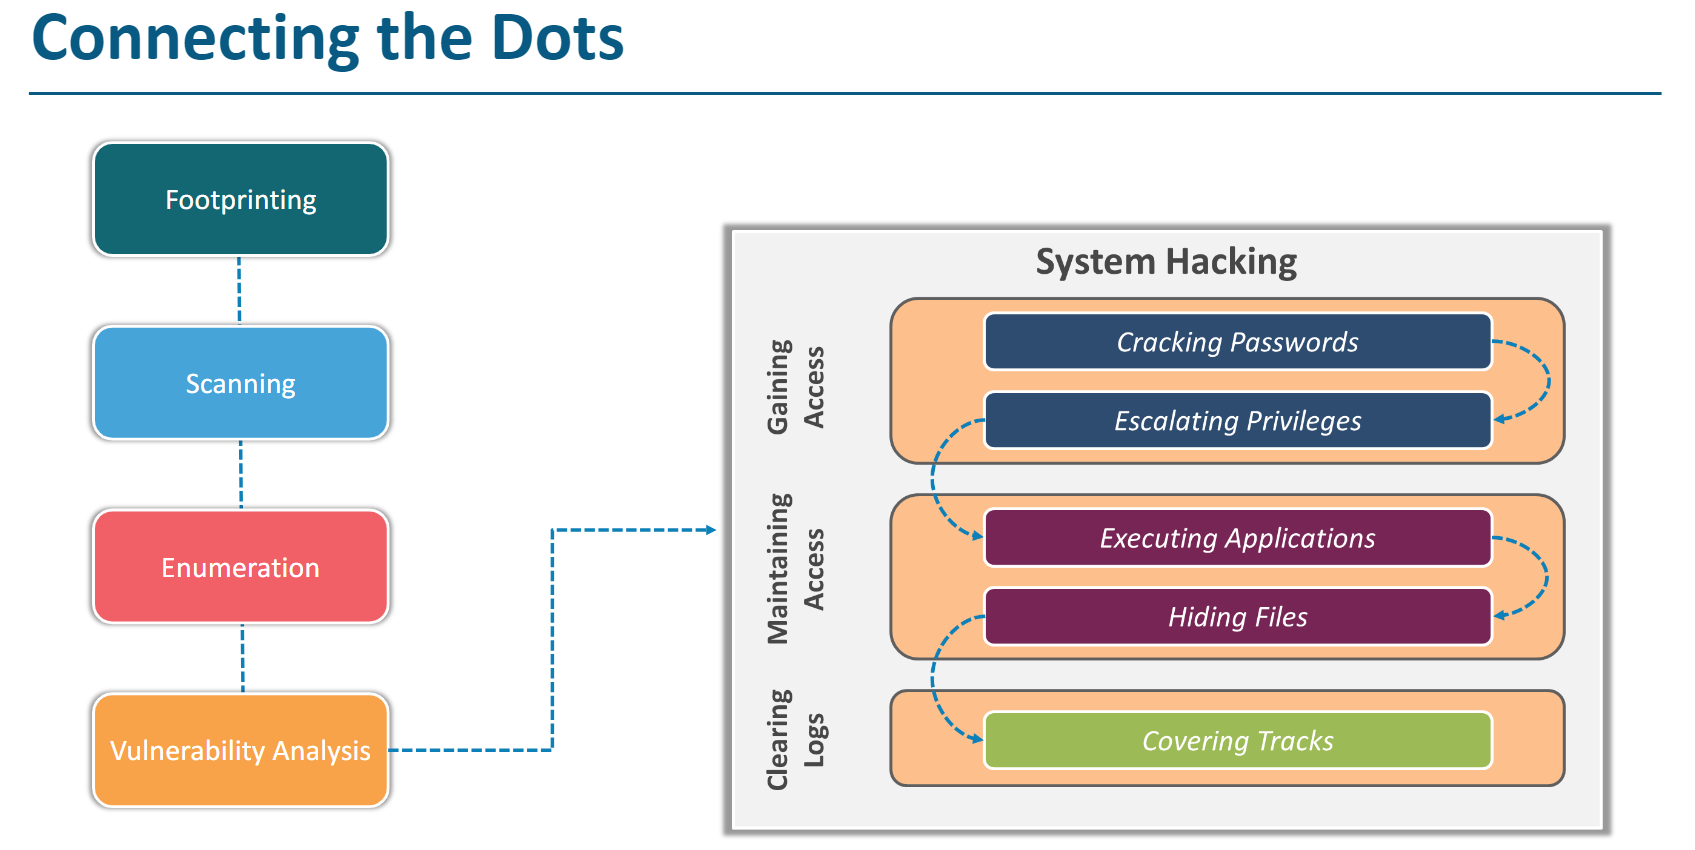 Connecting the Dots
Footprinting
Scanning
Enumeration
Vulnerability Analysis
System Hacking
Gaining
Access
Cracking Passwords
Escalating Privileges
Maintaining
Access
Executing Applications
Hiding Files
Clearing
Logs
Covering Tracks